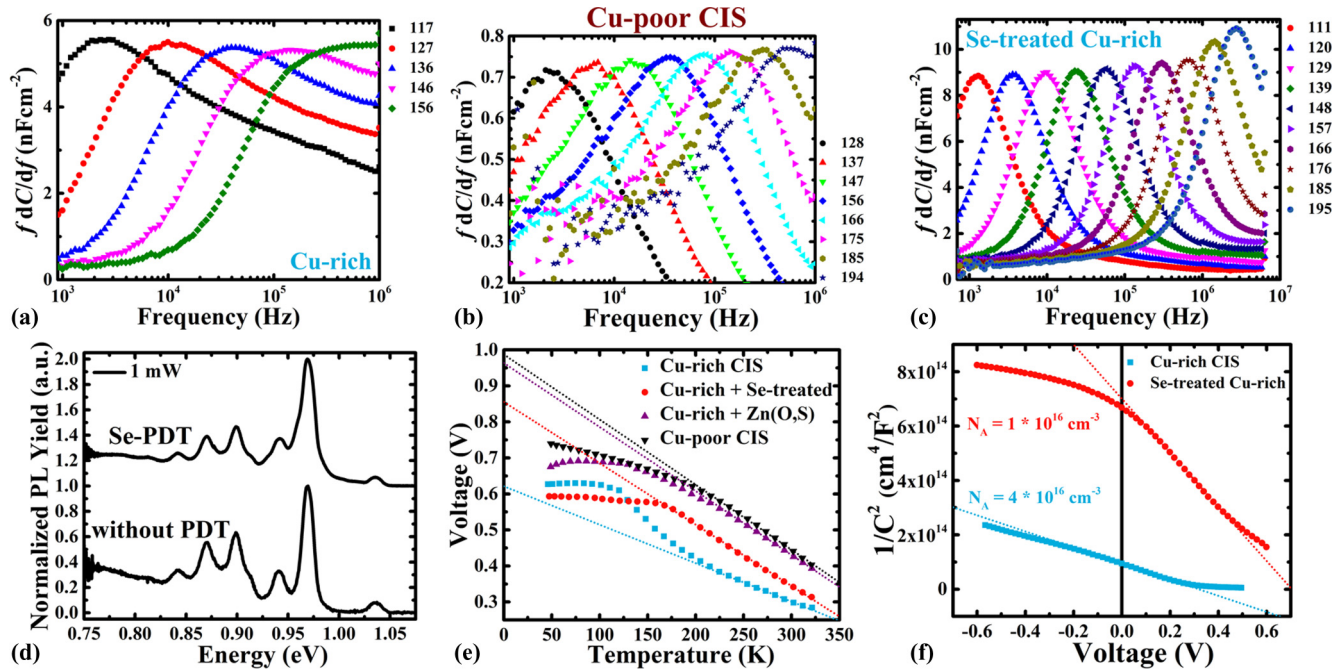 Cu-poor CIS
f dC/df (nFcm⁻²)
6
4
2
0
10³
10⁴
10⁵
10⁶
Frequency (Hz)
Cu-rich
117
127
136
146
156
(a)
f dC/df (nFcm⁻²)
0.8
0.7
0.6
0.5
0.4
0.3
0.2
10³
10⁴
10⁵
10⁶
Frequency (Hz)
128
137
147
156
166
175
185
194
(b)
Se-treated Cu-rich
f dC/df (nFcm⁻²)
10
8
6
4
2
0
10³
10⁴
10⁵
10⁶
10⁷
Frequency (Hz)
111
120
129
139
148
157
166
176
185
195
(c)
Normalized PL Yield (a.u.)
2.0
1.8
1.6
1.4
1.2
1.0
0.8
0.6
0.4
0.2
0.0
1 mW
Se-PDT
without PDT
0.75
0.80
0.85
0.90
0.95
1.00
1.05
Energy (eV)
(d)
Voltage (V)
1.0
0.9
0.8
0.7
0.6
0.5
0.4
0.3
Cu-rich CIS
Cu-rich + Se-treated
Cu-rich + Zn(O,S)
Cu-poor CIS
0
50
100
150
200
250
300
350
Temperature (K)
(e)
1/C² (cm⁴/F²)
8x10¹⁴
6x10¹⁴
4x10¹⁴
2x10¹⁴
0
Cu-rich CIS
Se-treated Cu-rich
N_A = 1 * 10¹⁶ cm⁻³
N_A = 4 * 10¹⁶ cm⁻³
-0.6
-0.4
-0.2
0.0
0.2
0.4
0.6
Voltage (V)
(f)